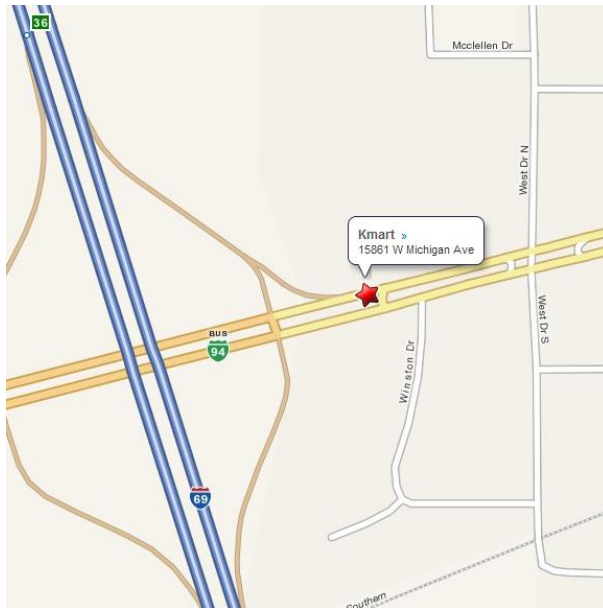 36
Mcclellen Dr
West Dr N
Kmart »
15861 W Michigan Ave
BUS
94
West Dr S
Winston Dr
69
Southern